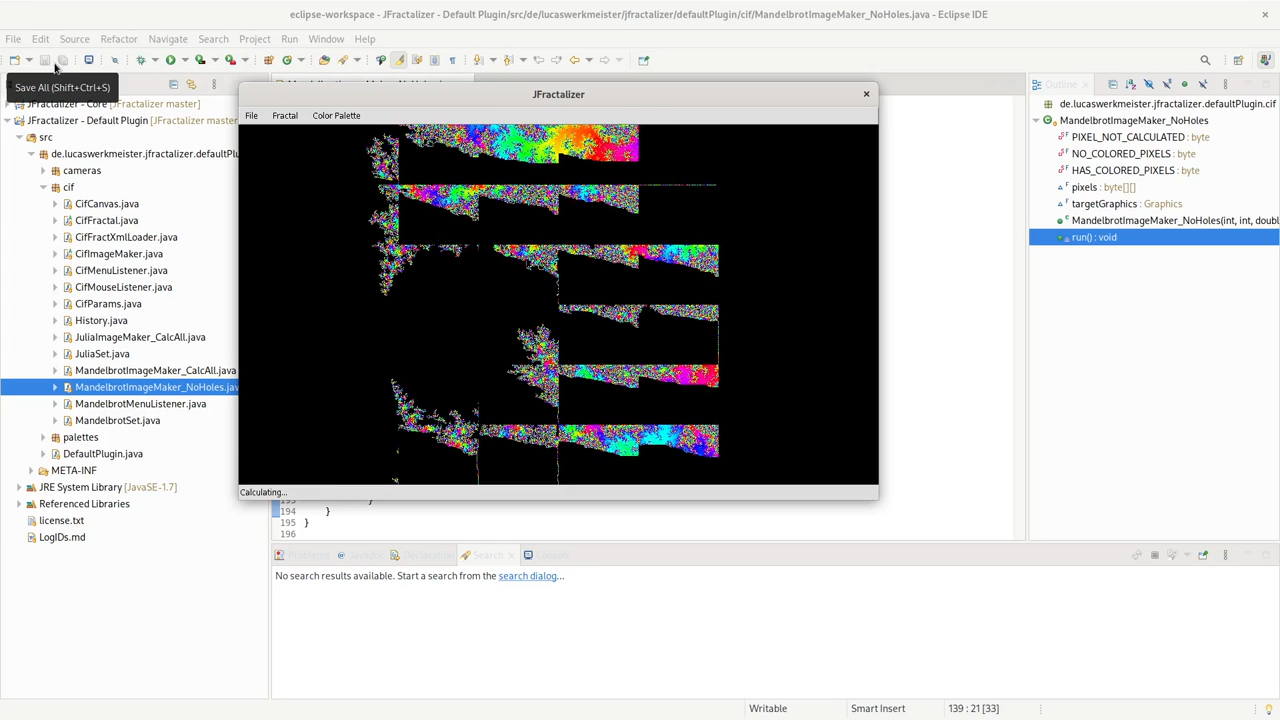 eclipse-workspace - JFractalizer - Default Plugin/src/de/lucaswerkmeister/jfractalizer/defaultPlugin/cif/MandelbrotImageMaker_NoHoles.java - Eclipse IDE
File Edit Source Refactor Navigate Search Project Run Window Help
Save All (Shift+Ctrl+S)
JFractalizer - Core [JFractalizer master]
JFractalizer - Default Plugin [JFractalizer master
src
de.lucaswerkmeister.jfractalizer.defaultPlu
cameras
cif
CifCanvas.java
CifFractal.java
CifFractXmlLoader.java
CifImageMaker.java
CifMenuListener.java
CifMouseListener.java
CifParams.java
History.java
JuliaImageMaker_CalcAll.java
JuliaSet.java
MandelbrotImageMaker_CalcAll.java
MandelbrotImageMaker_NoHoles.jav
MandelbrotMenuListener.java
MandelbrotSet.java
palettes
DefaultPlugin.java
META-INF
JRE System Library [JavaSE-1.7]
Referenced Libraries
license.txt
LogIDs.md
JFractalizer
File Fractal Color Palette
Calculating...
193 }
194 }
195 }
196
Outline
de.lucaswerkmeister.jfractalizer.defaultPlugin.cif
MandelbrotImageMaker_NoHoles
PIXEL_NOT_CALCULATED : byte
NO_COLORED_PIXELS : byte
HAS_COLORED_PIXELS : byte
pixels : byte[][]
targetGraphics : Graphics
MandelbrotImageMaker_NoHoles(int, int, doubl
run() : void
Problems Javadoc Declaration Search Console
No search results available. Start a search from the search dialog...
Writable Smart Insert 139 : 21 [33]